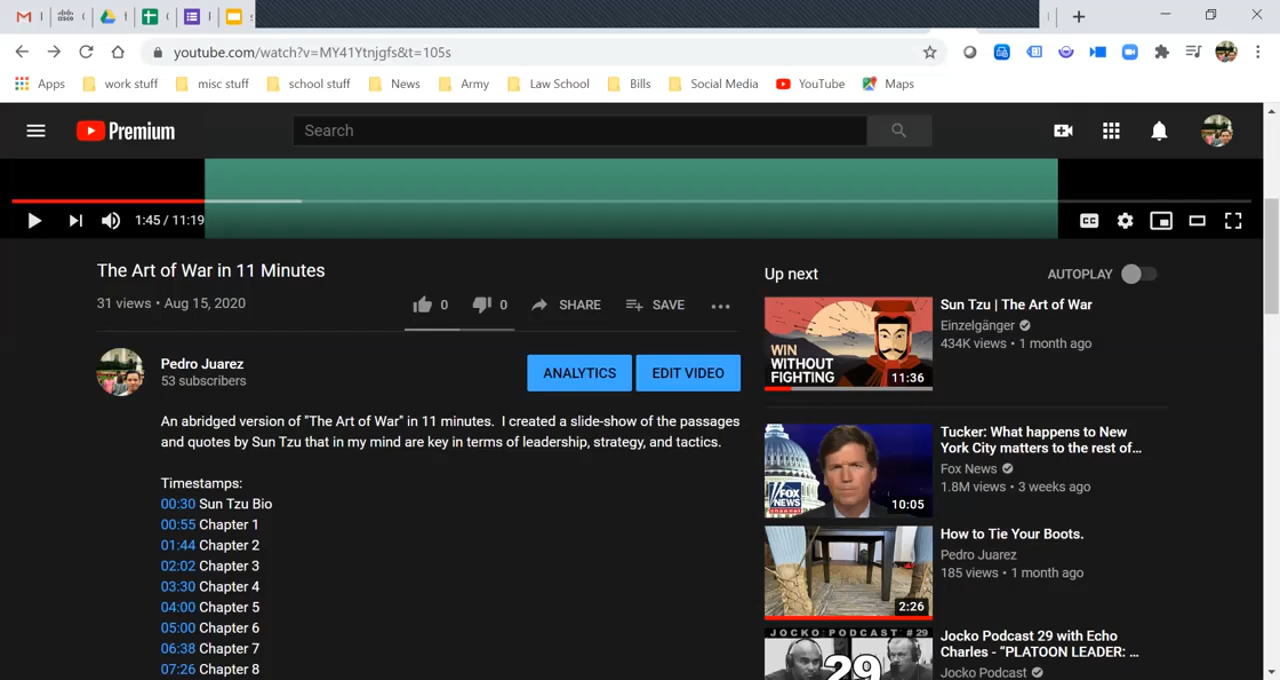 youtube.com/watch?v=MY41Ytnjgfs&t=105s
Apps work stuff misc stuff school stuff News Army Law School Bills Social Media YouTube Maps
Premium
Search
1:45 / 11:19
CC
The Art of War in 11 Minutes
31 views • Aug 15, 2020
0 0 SHARE SAVE
Pedro Juarez
53 subscribers
ANALYTICS EDIT VIDEO
An abridged version of "The Art of War" in 11 minutes. I created a slide-show of the passages
and quotes by Sun Tzu that in my mind are key in terms of leadership, strategy, and tactics.
Timestamps:
00:30 Sun Tzu Bio
00:55 Chapter 1
01:44 Chapter 2
02:02 Chapter 3
03:30 Chapter 4
04:00 Chapter 5
05:00 Chapter 6
06:38 Chapter 7
07:26 Chapter 8
Up next AUTOPLAY
WIN
WITHOUT
FIGHTING
11:36
Sun Tzu | The Art of War
Einzelgänger
434K views • 1 month ago
FOX
NEWS
channel
10:05
Tucker: What happens to New
York City matters to the rest of...
Fox News
1.8M views • 3 weeks ago
2:26
How to Tie Your Boots.
Pedro Juarez
185 views • 1 month ago
JOCKO PODCAST #29
29
Jocko Podcast 29 with Echo
Charles - "PLATOON LEADER: ...
Jocko Podcast